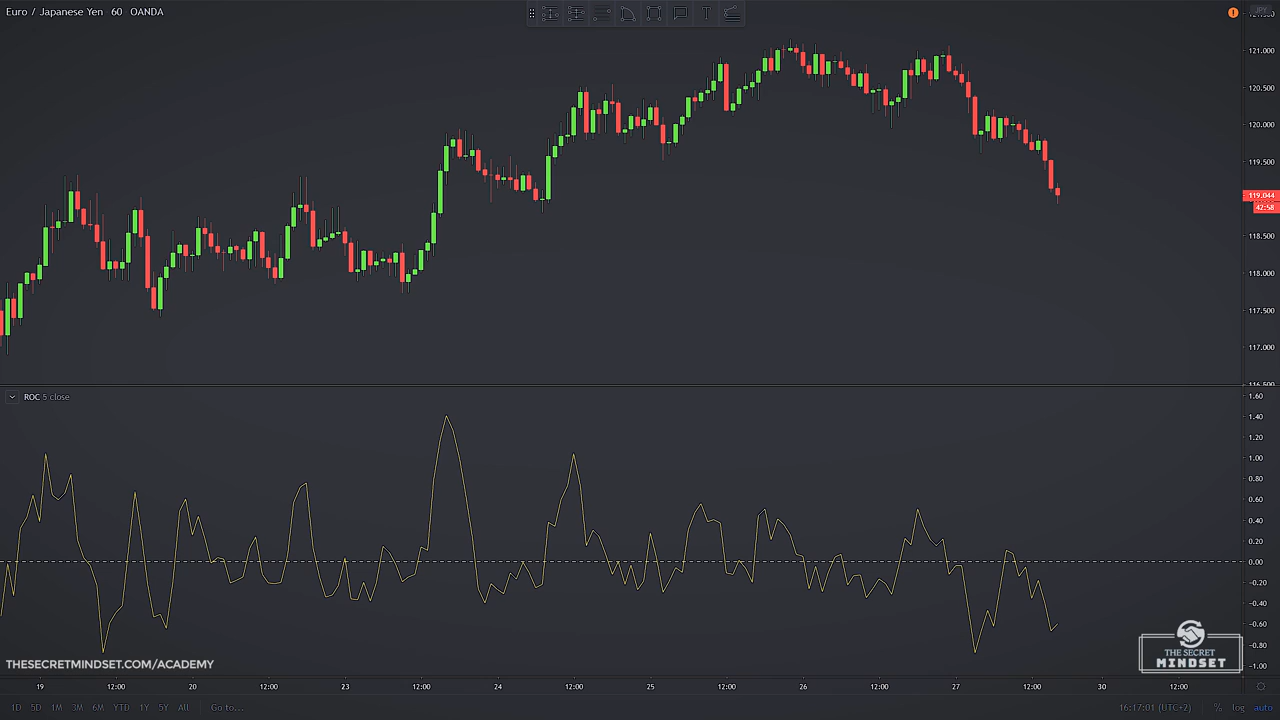 Euro / Japanese Yen 60 OANDA
T
JPY
121.000
120.500
120.000
119.500
119.044
42:58
118.500
118.000
117.500
117.000
116.500
ROC 5 close
1.60
1.40
1.20
1.00
0.80
0.60
0.40
0.20
0.00
-0.20
-0.40
-0.60
-0.80
-1.00
THE SECRET
MINDSET
THESECRETMINDSET.COM/ACADEMY
19 12:00 20 12:00 23 12:00 24 12:00 25 12:00 26 12:00 27 12:00 30 12:00
1D 5D 1M 3M 6M YTD 1Y 5Y All Go to... 16:17:01 (UTC+2) % log auto